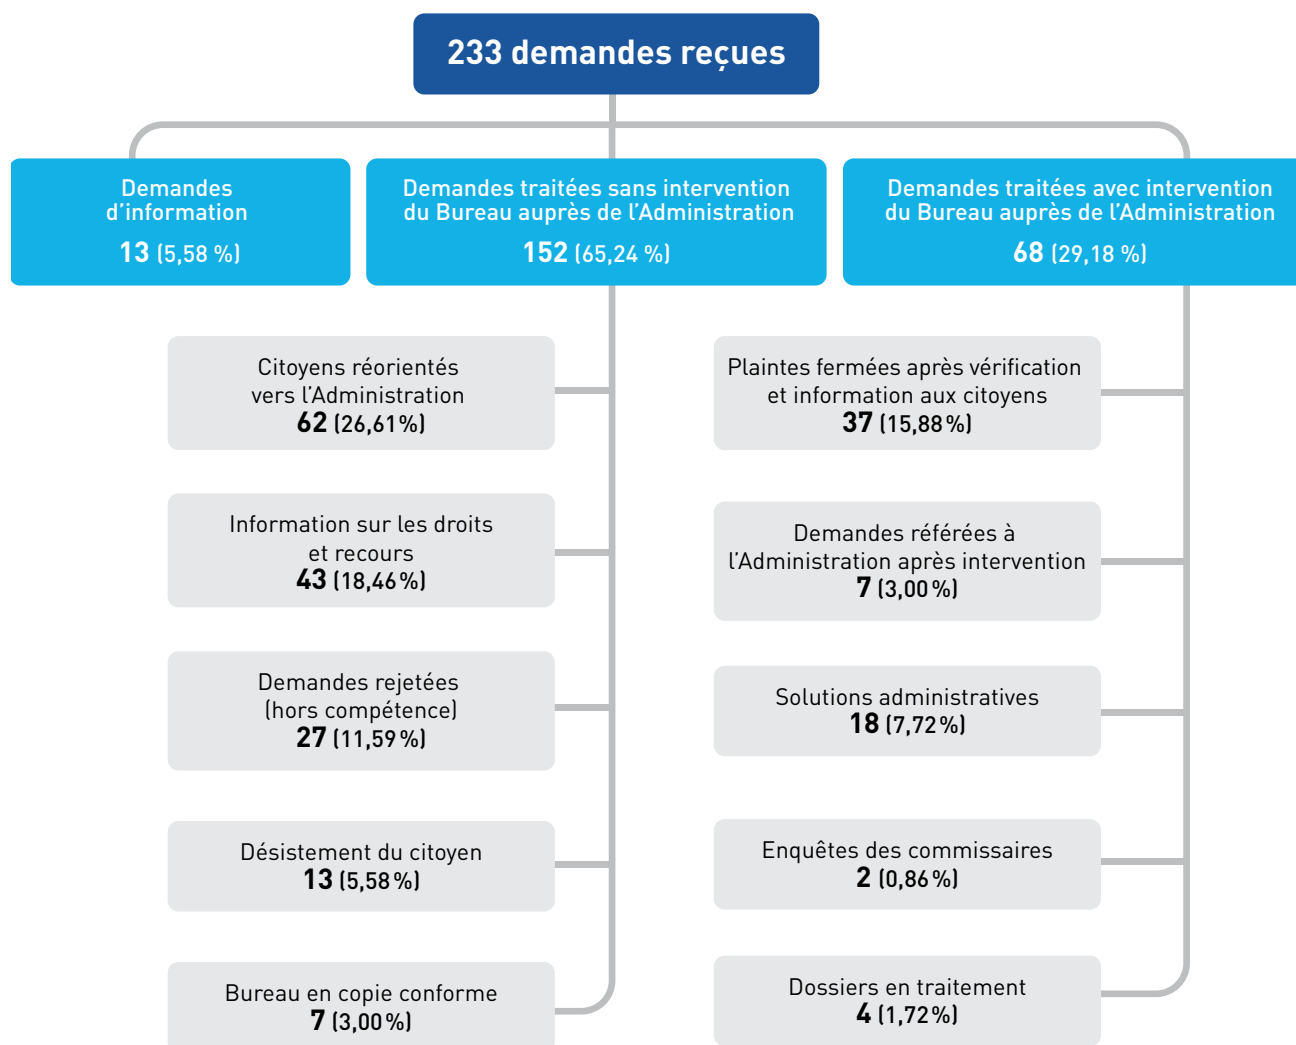 233 demandes reçues
Demandes
d’information
13 (5,58 %)
Demandes traitées sans intervention
du Bureau auprès de l’Administration
152 (65,24 %)
Demandes traitées avec intervention
du Bureau auprès de l’Administration
68 (29,18 %)
Citoyens réorientés
vers l’Administration
62 (26,61%)
Information sur les droits
et recours
43 (18,46%)
Demandes rejetées
(hors compétence)
27 (11,59%)
Désistement du citoyen
13 (5,58%)
Bureau en copie conforme
7 (3,00%)
Plaintes fermées après vérification
et information aux citoyens
37 (15,88%)
Demandes référées à
l’Administration après intervention
7 (3,00%)
Solutions administratives
18 (7,72%)
Enquêtes des commissaires
2 (0,86%)
Dossiers en traitement
4 (1,72%)